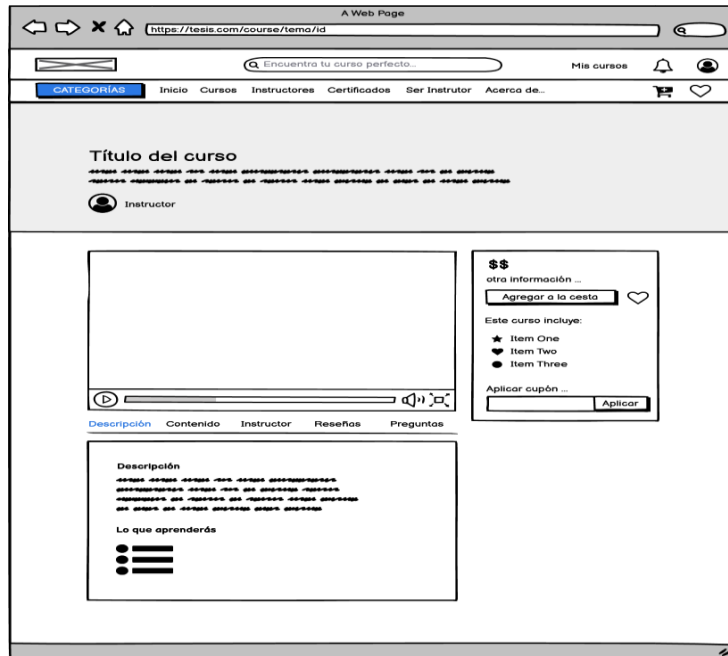 A Web Page
https://tesis.com/course/tema/id
Encuentra tu curso perfecto...
Mis cursos
CATEGORÍAS Inicio Cursos Instructores Certificados Ser Instrutor Acerca de...
Título del curso
Instructor
$$
otra información ...
Agregar a la cesta
Este curso incluye:
Item One
Item Two
Item Three
Aplicar cupón ...
Aplicar
Descripción Contenido Instructor Reseñas Preguntas
Descripción
Lo que aprenderás